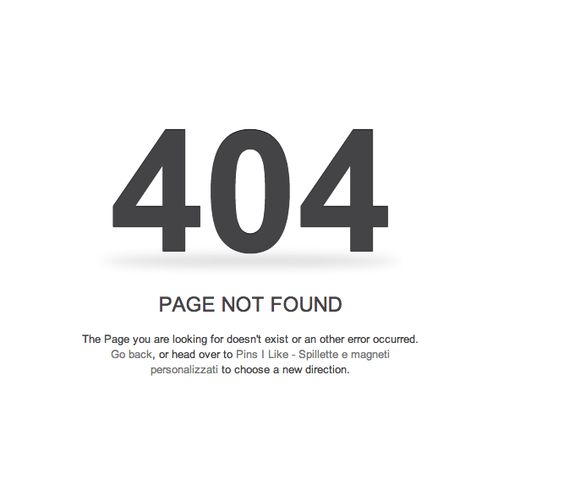 404
PAGE NOT FOUND
The Page you are looking for doesn't exist or an other error occurred.
Go back, or head over to Pins I Like - Spillette e magneti
personalizzati to choose a new direction.